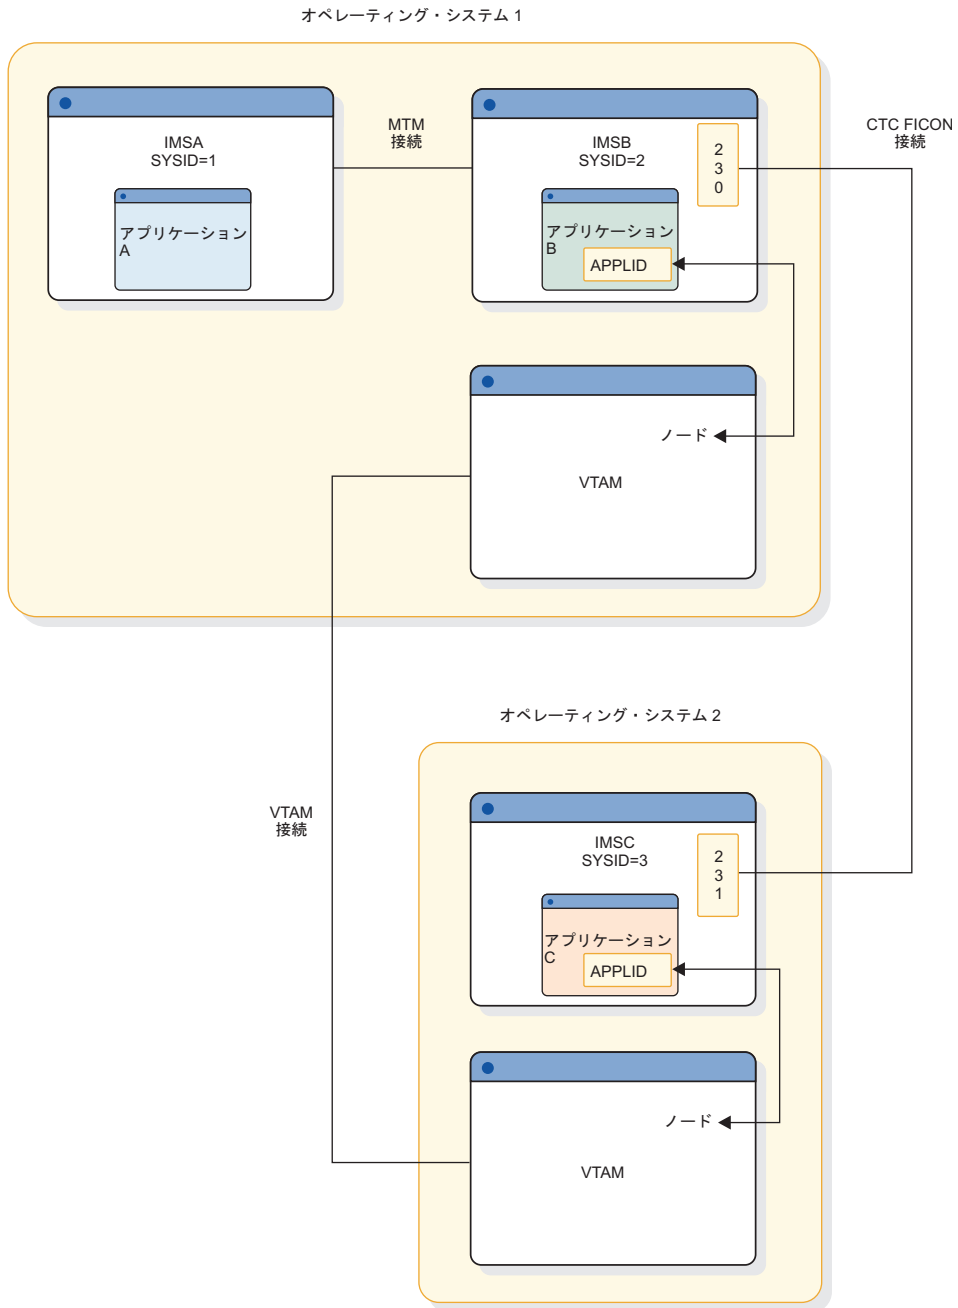 オペレーティング・システム 1
IMSA
SYSID=1
アプリケーション
A
MTM
接続
IMSB
SYSID=2
2
3
0
アプリケーション
B
APPLID
CTC FICON
接続
ノード
VTAM
オペレーティング・システム 2
VTAM
接続
IMSC
SYSID=3
2
3
1
アプリケーション
C
APPLID
ノード
VTAM